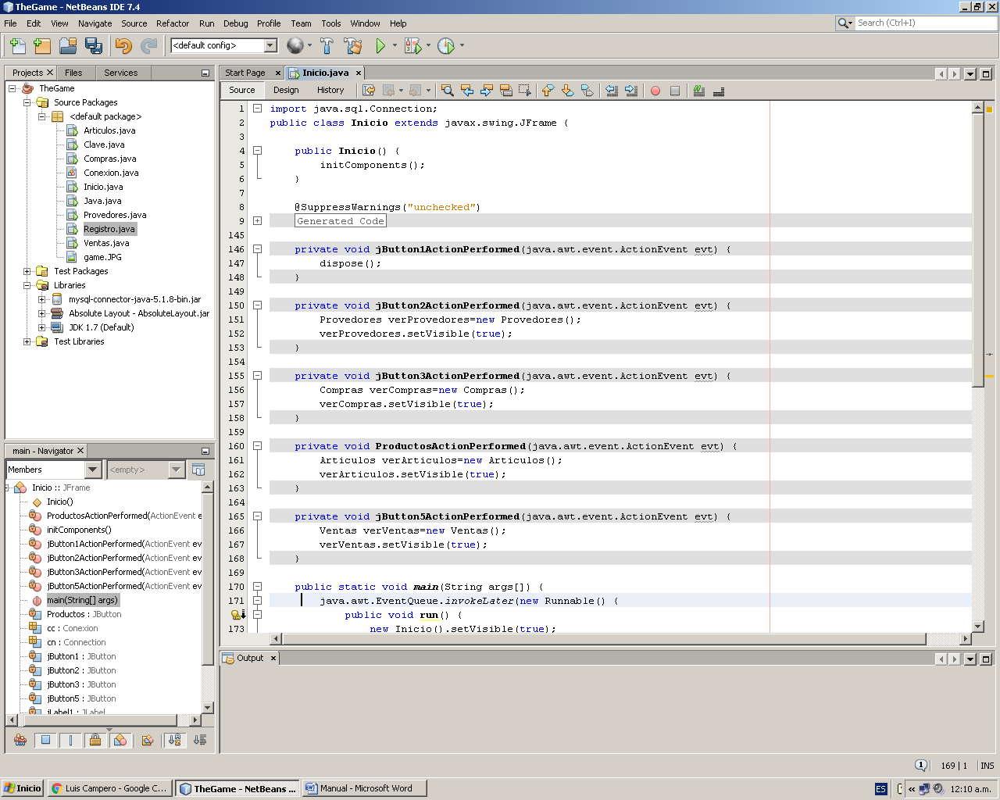 TheGame - NetBeans IDE 7.4
File Edit View Navigate Source Refactor Run Debug Profile Team Tools Window Help
Search (Ctrl+I)
<default config>
Projects Files Services
TheGame
Source Packages
<default package>
Articulos.java
Clave.java
Compras.java
Conexion.java
Inicio.java
Java.java
Provedores.java
Registro.java
Ventas.java
game.JPG
Test Packages
Libraries
mysql-connector-java-5.1.8-bin.jar
Absolute Layout - AbsoluteLayout.jar
JDK 1.7 (Default)
Test Libraries
main - Navigator
Members
<empty>
Inicio :: JFrame
Inicio()
ProductosActionPerformed(ActionEvent e
initComponents()
jButton1ActionPerformed(ActionEvent ev
jButton2ActionPerformed(ActionEvent ev
jButton3ActionPerformed(ActionEvent ev
jButton5ActionPerformed(ActionEvent ev
main(String[] args)
Productos : JButton
cc : Conexion
cn : Connection
jButton1 : JButton
jButton2 : JButton
jButton3 : JButton
jButton5 : JButton
jLabel1 : JLabel
Start Page Inicio.java
Source Design History
1 import java.sql.Connection;
2 public class Inicio extends javax.swing.JFrame {
3
4 public Inicio() {
5 initComponents();
6 }
7
8 @SuppressWarnings("unchecked")
9 Generated Code
145
146 private void jButton1ActionPerformed(java.awt.event.ActionEvent evt) {
147 dispose();
148 }
149
150 private void jButton2ActionPerformed(java.awt.event.ActionEvent evt) {
151 Provedores verProvedores=new Provedores();
152 verProvedores.setVisible(true);
153 }
154
155 private void jButton3ActionPerformed(java.awt.event.ActionEvent evt) {
156 Compras verCompras=new Compras();
157 verCompras.setVisible(true);
158 }
159
160 private void ProductosActionPerformed(java.awt.event.ActionEvent evt) {
161 Articulos verArticulos=new Articulos();
162 verArticulos.setVisible(true);
163 }
164
165 private void jButton5ActionPerformed(java.awt.event.ActionEvent evt) {
166 Ventas verVentas=new Ventas();
167 verVentas.setVisible(true);
168 }
169
170 public static void main(String args[]) {
171 java.awt.EventQueue.invokeLater(new Runnable() {
public void run() {
173 new Inicio().setVisible(true);
Output
1 169 | 1 INS
Inicio Luis Campero - Google C... TheGame - NetBeans ... Manual - Microsoft Word ES « 12:10 a.m.